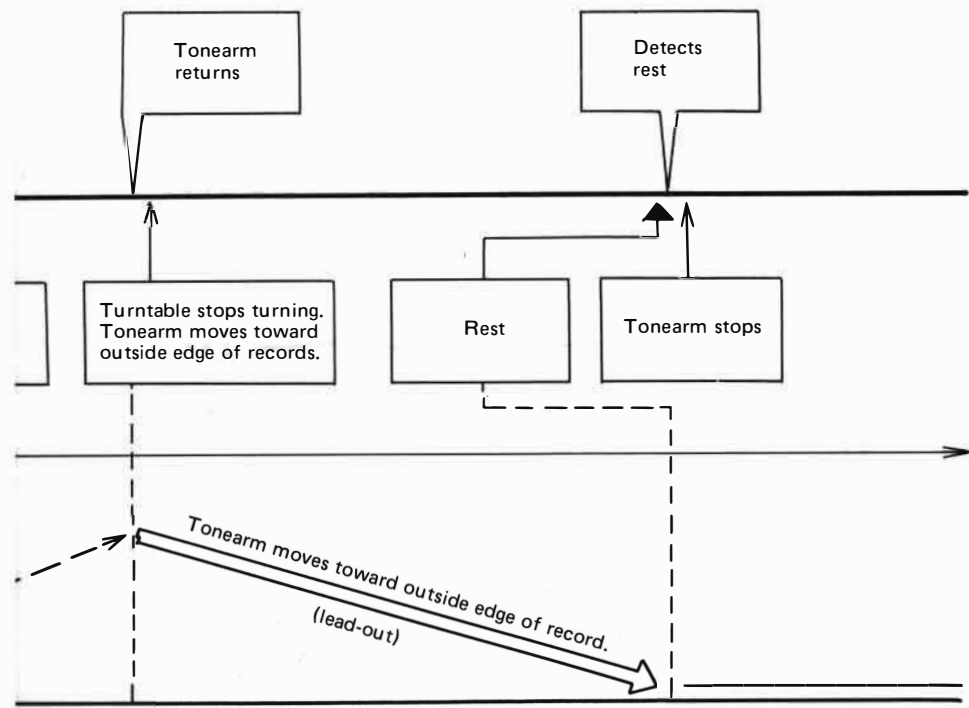 Tonearm
returns
Detects
rest
Turntable stops turning.
Tonearm moves toward
outside edge of records.
Rest
Tonearm stops
Tonearm moves toward outside edge of record.
(lead-out)